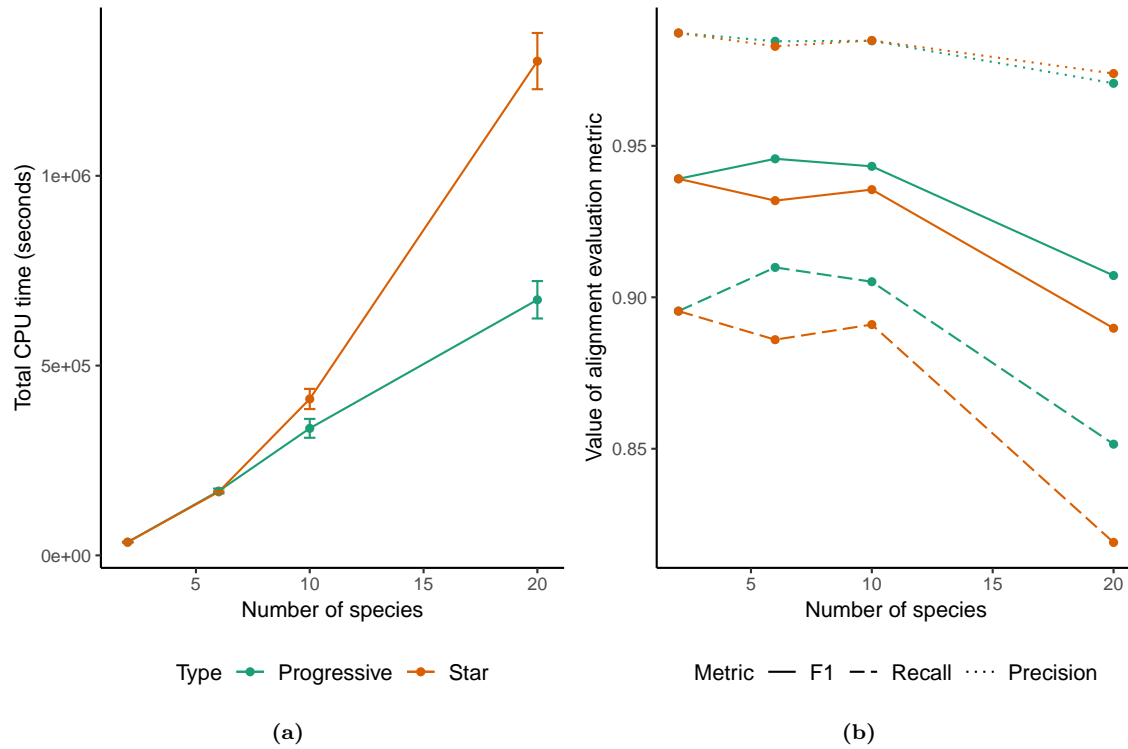 Total CPU time (seconds)
1e+06
5e+05
0e+00
5
10
15
20
Number of species
Type
Progressive
Star
(a)
Value of alignment evaluation metric
0.95
0.90
0.85
5
10
15
20
Number of species
Metric
F1
Recall
Precision
(b)